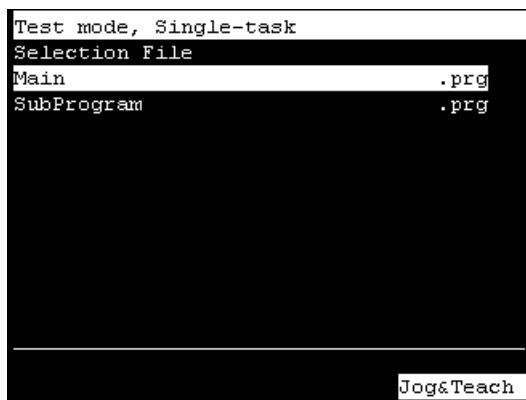 Test mode, Single-task
Selection File
Main .prg
SubProgram .prg
Jog&Teach